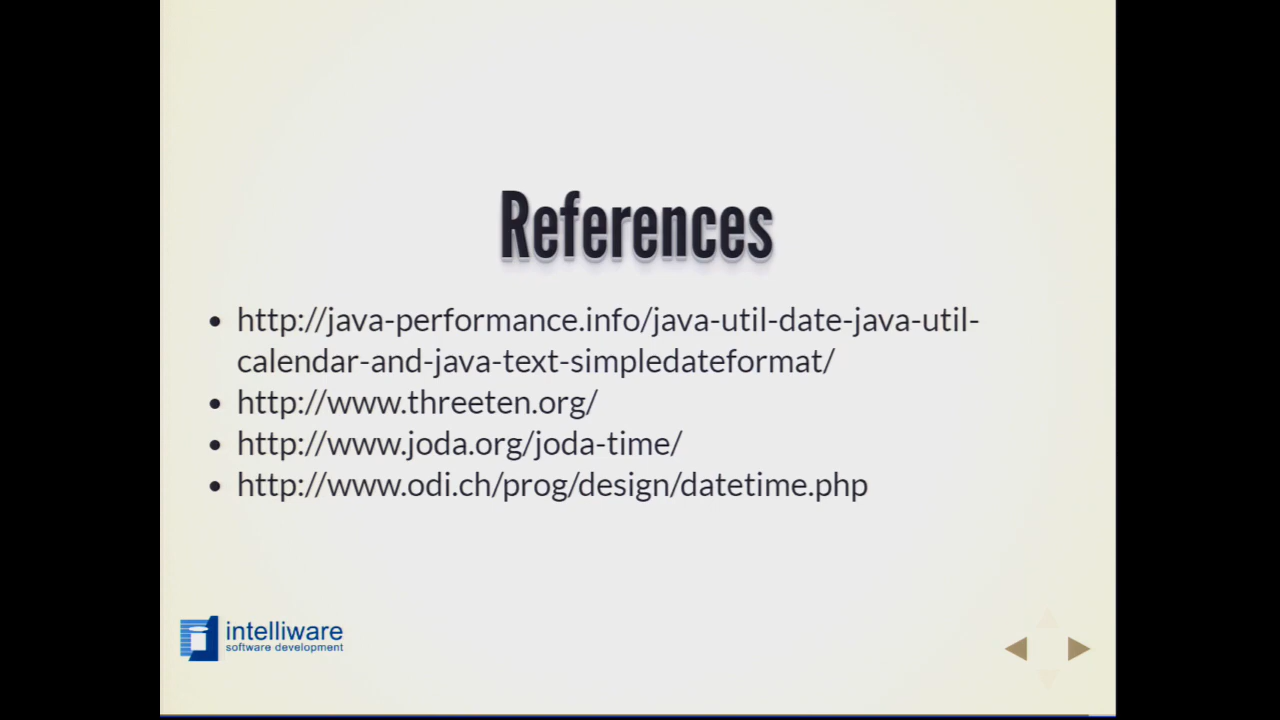 References
http://java-performance.info/java-util-date-java-util-
calendar-and-java-text-simpledateformat/
http://www.threeten.org/
http://www.joda.org/joda-time/
http://www.odi.ch/prog/design/datetime.php
intelliware
software development